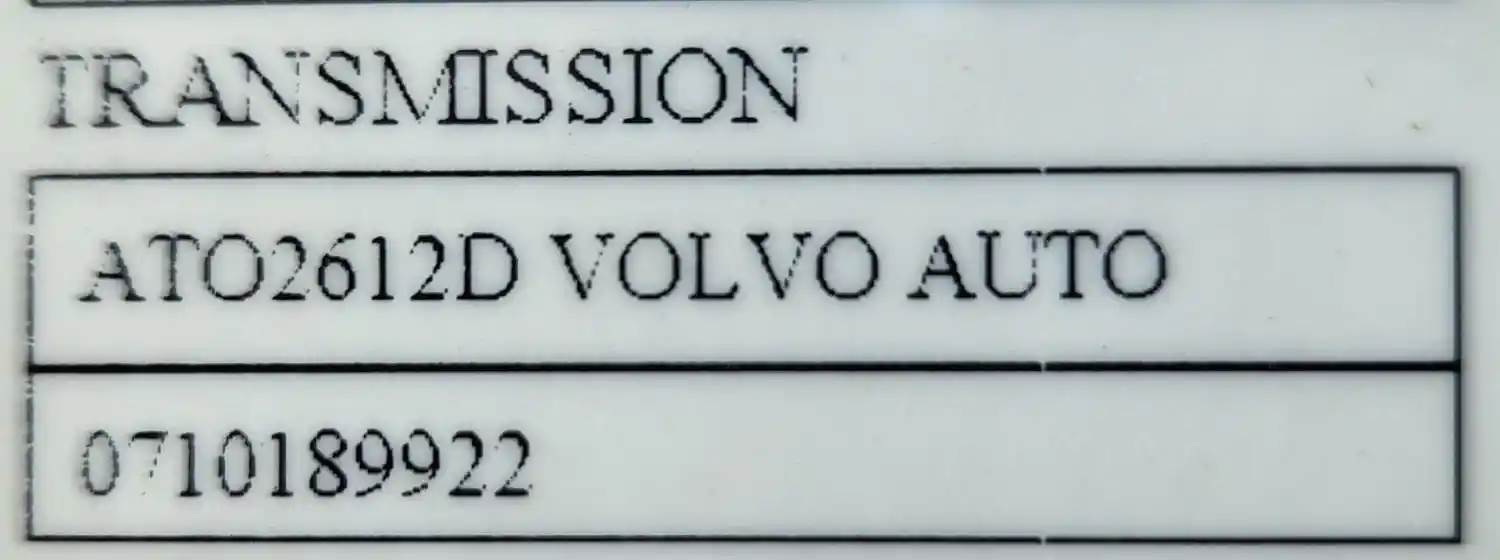 TRANSMISSION
ATO2612D VOLVO AUTO
0710189922